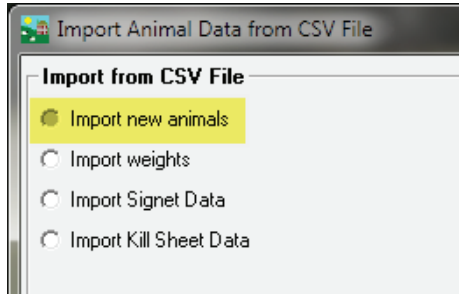 Import Animal Data from CSV File
Import from CSV File
Import new animals
Import weights
Import Signet Data
Import Kill Sheet Data